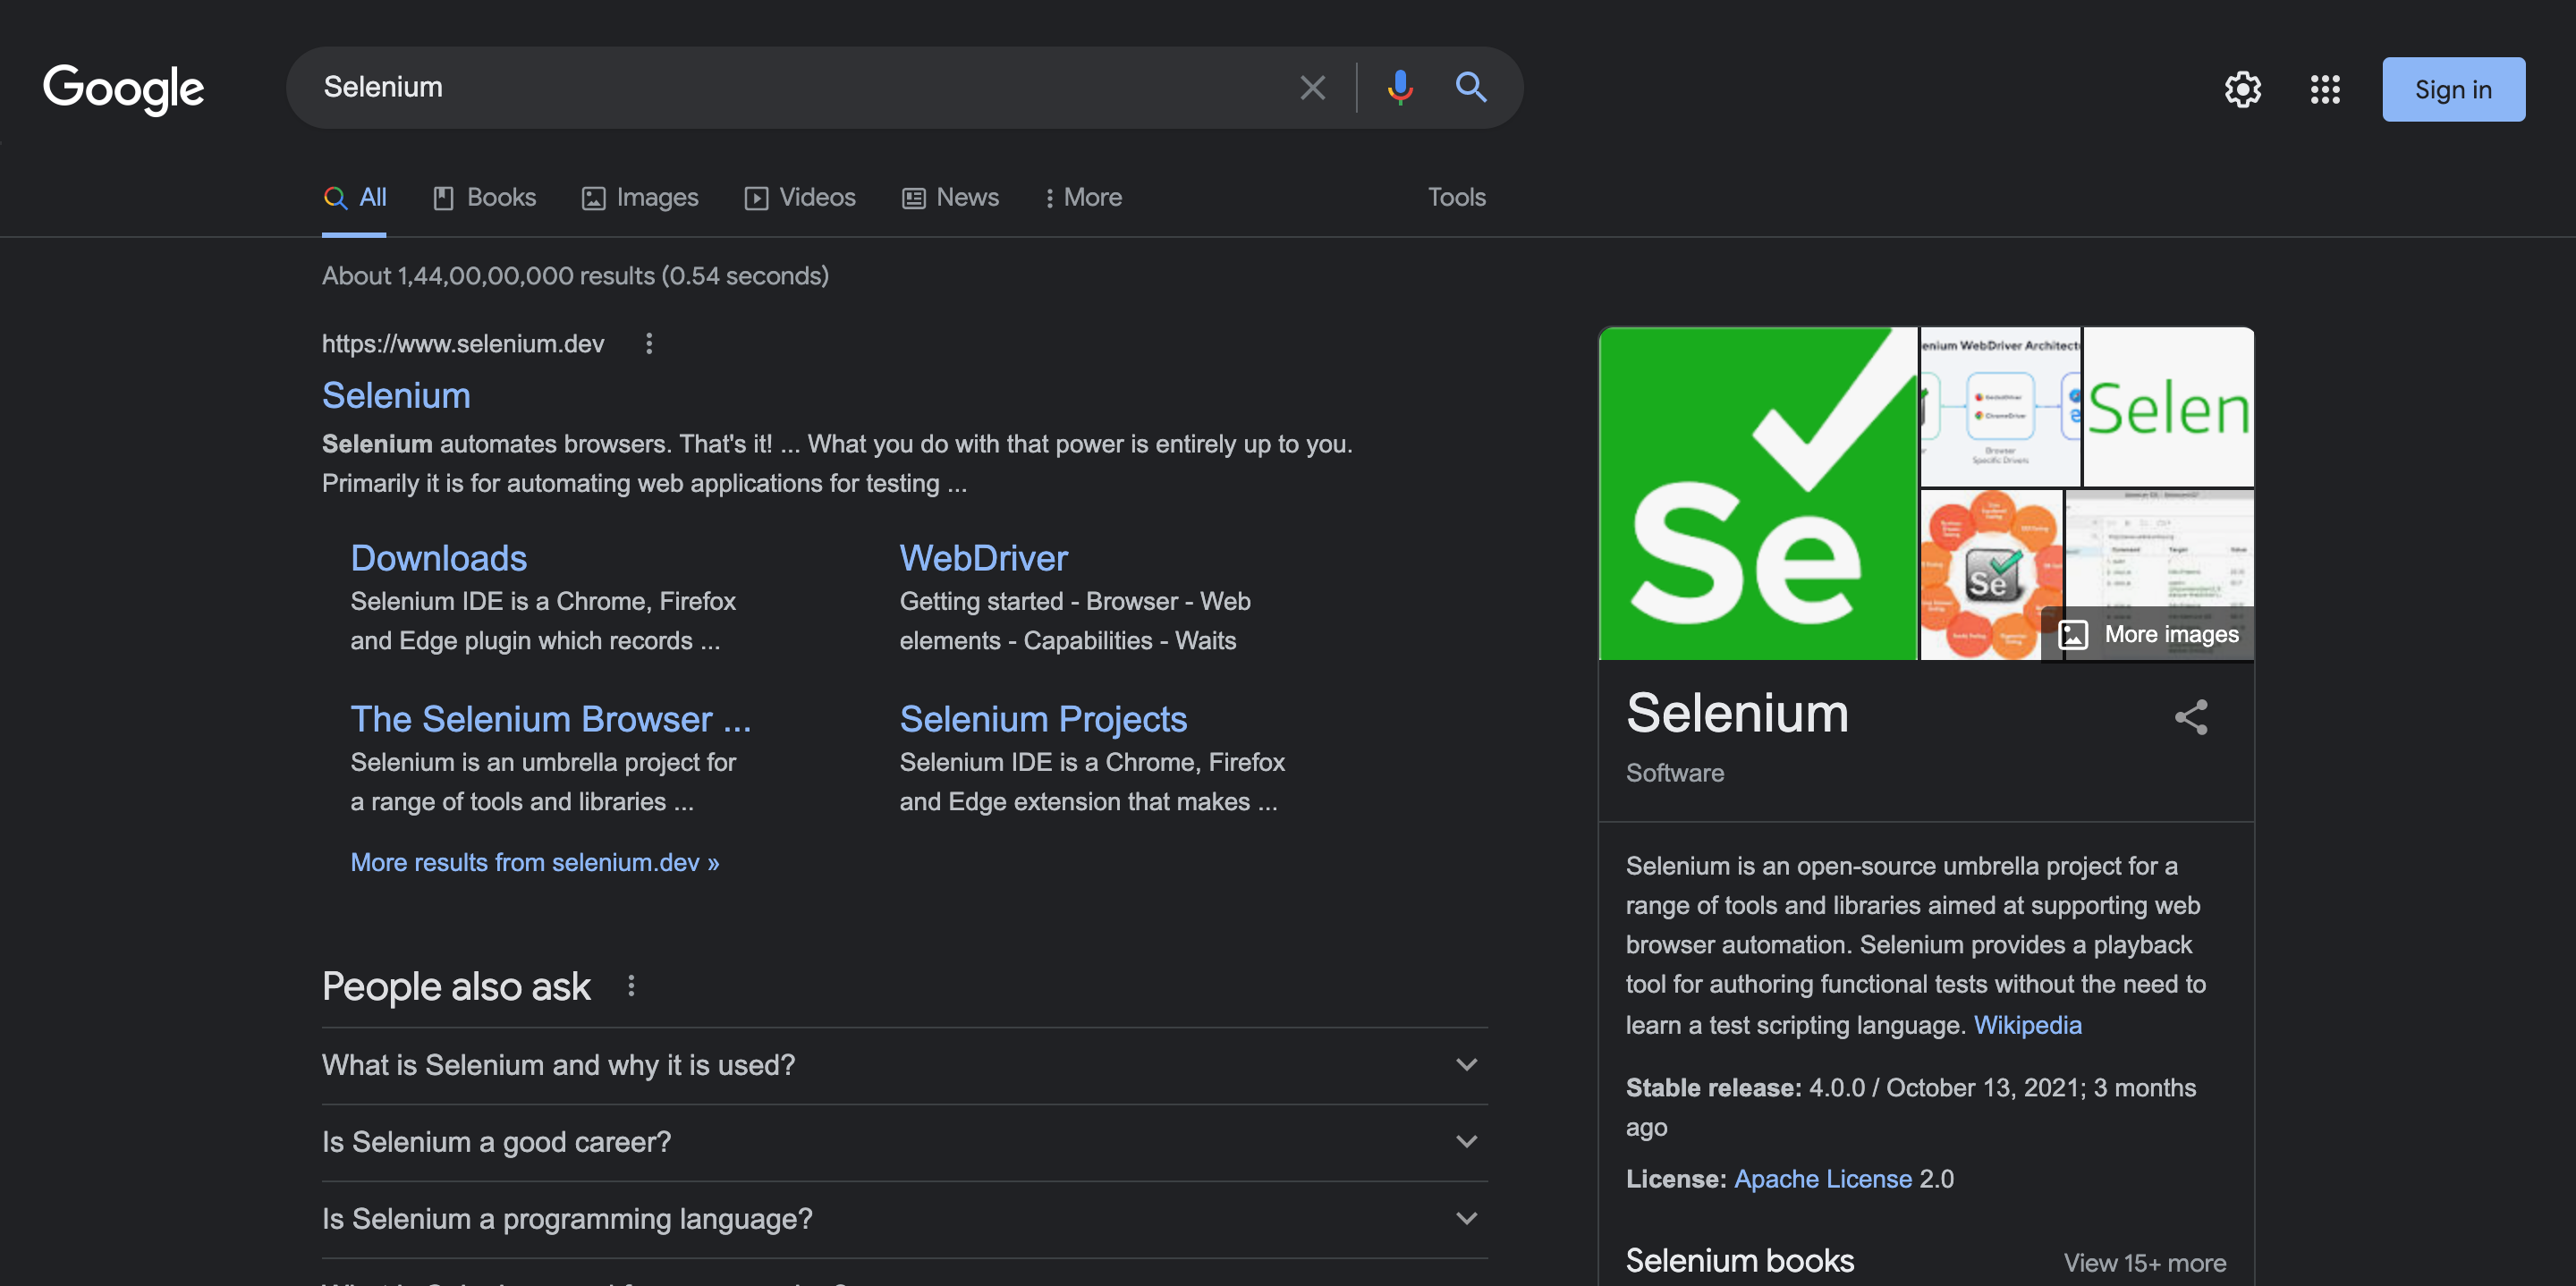 Google
Selenium
Sign in
All
Books
Images
Videos
News
More
Tools
About 1,44,00,00,000 results (0.54 seconds)
https://www.selenium.dev
Selenium
Selenium automates browsers. That's it! ... What you do with that power is entirely up to you.
Primarily it is for automating web applications for testing ...
Downloads
Selenium IDE is a Chrome, Firefox
and Edge plugin which records ...
WebDriver
Getting started - Browser - Web
elements - Capabilities - Waits
The Selenium Browser ...
Selenium is an umbrella project for
a range of tools and libraries ...
Selenium Projects
Selenium IDE is a Chrome, Firefox
and Edge extension that makes ...
More results from selenium.dev »
People also ask
What is Selenium and why it is used?
Is Selenium a good career?
Is Selenium a programming language?
Se
enium WebDriver Architect
Browser
Specific Drivers
Selen
Se
More images
Selenium
Software
Selenium is an open-source umbrella project for a
range of tools and libraries aimed at supporting web
browser automation. Selenium provides a playback
tool for authoring functional tests without the need to
learn a test scripting language. Wikipedia
Stable release: 4.0.0 / October 13, 2021; 3 months
ago
License: Apache License 2.0
Selenium books
View 15+ more